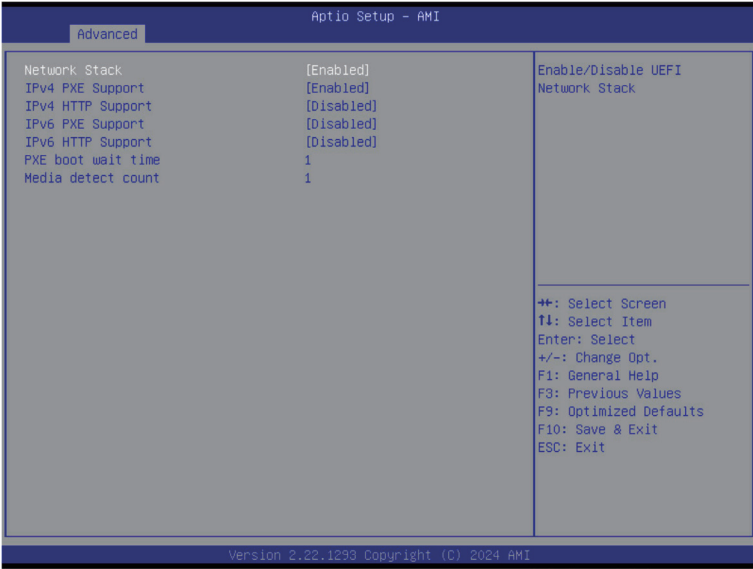 Aptio Setup - AMI
Advanced
Network Stack [Enabled]
IPv4 PXE Support [Enabled]
IPv4 HTTP Support [Disabled]
IPv6 PXE Support [Disabled]
IPv6 HTTP Support [Disabled]
PXE boot wait time 1
Media detect count 1
Enable/Disable UEFI
Network Stack
→←: Select Screen
↑↓: Select Item
Enter: Select
+/-: Change Opt.
F1: General Help
F3: Previous Values
F9: Optimized Defaults
F10: Save & Exit
ESC: Exit
Version 2.22.1293 Copyright (C) 2024 AMI